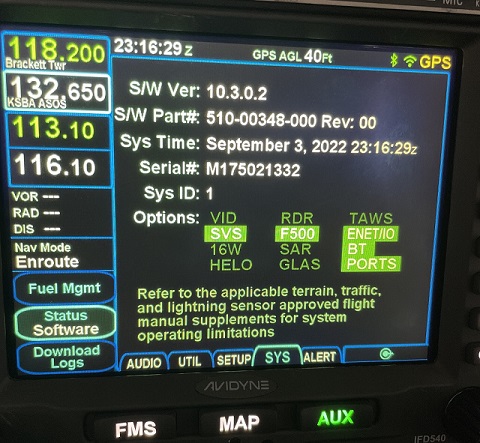 118.200
Brackett Twr
132.650
KSBA ASOS
113.10
116.10
VOR ---
RAD ---
DIS ---
Nav Mode
Enroute
Fuel Mgmt
Status
Software
Download
Logs
23:16:29 z
GPS AGL 40Ft
GPS
S/W Ver: 10.3.0.2
S/W Part#: 510-00348-000 Rev: 00
Sys Time: September 3, 2022 23:16:29z
Serial# M175021332
Sys ID: 1
Options: VID RDR TAWS
SVS F500 ENET/IO
16W SAR BT
HELO GLAS PORTS
Refer to the applicable terrain, traffic,
and lightning sensor approved flight
manual supplements for system
operating limitations
AUDIO UTIL SETUP SYS ALERT
AVIDYNE
FMS MAP AUX
IFD540